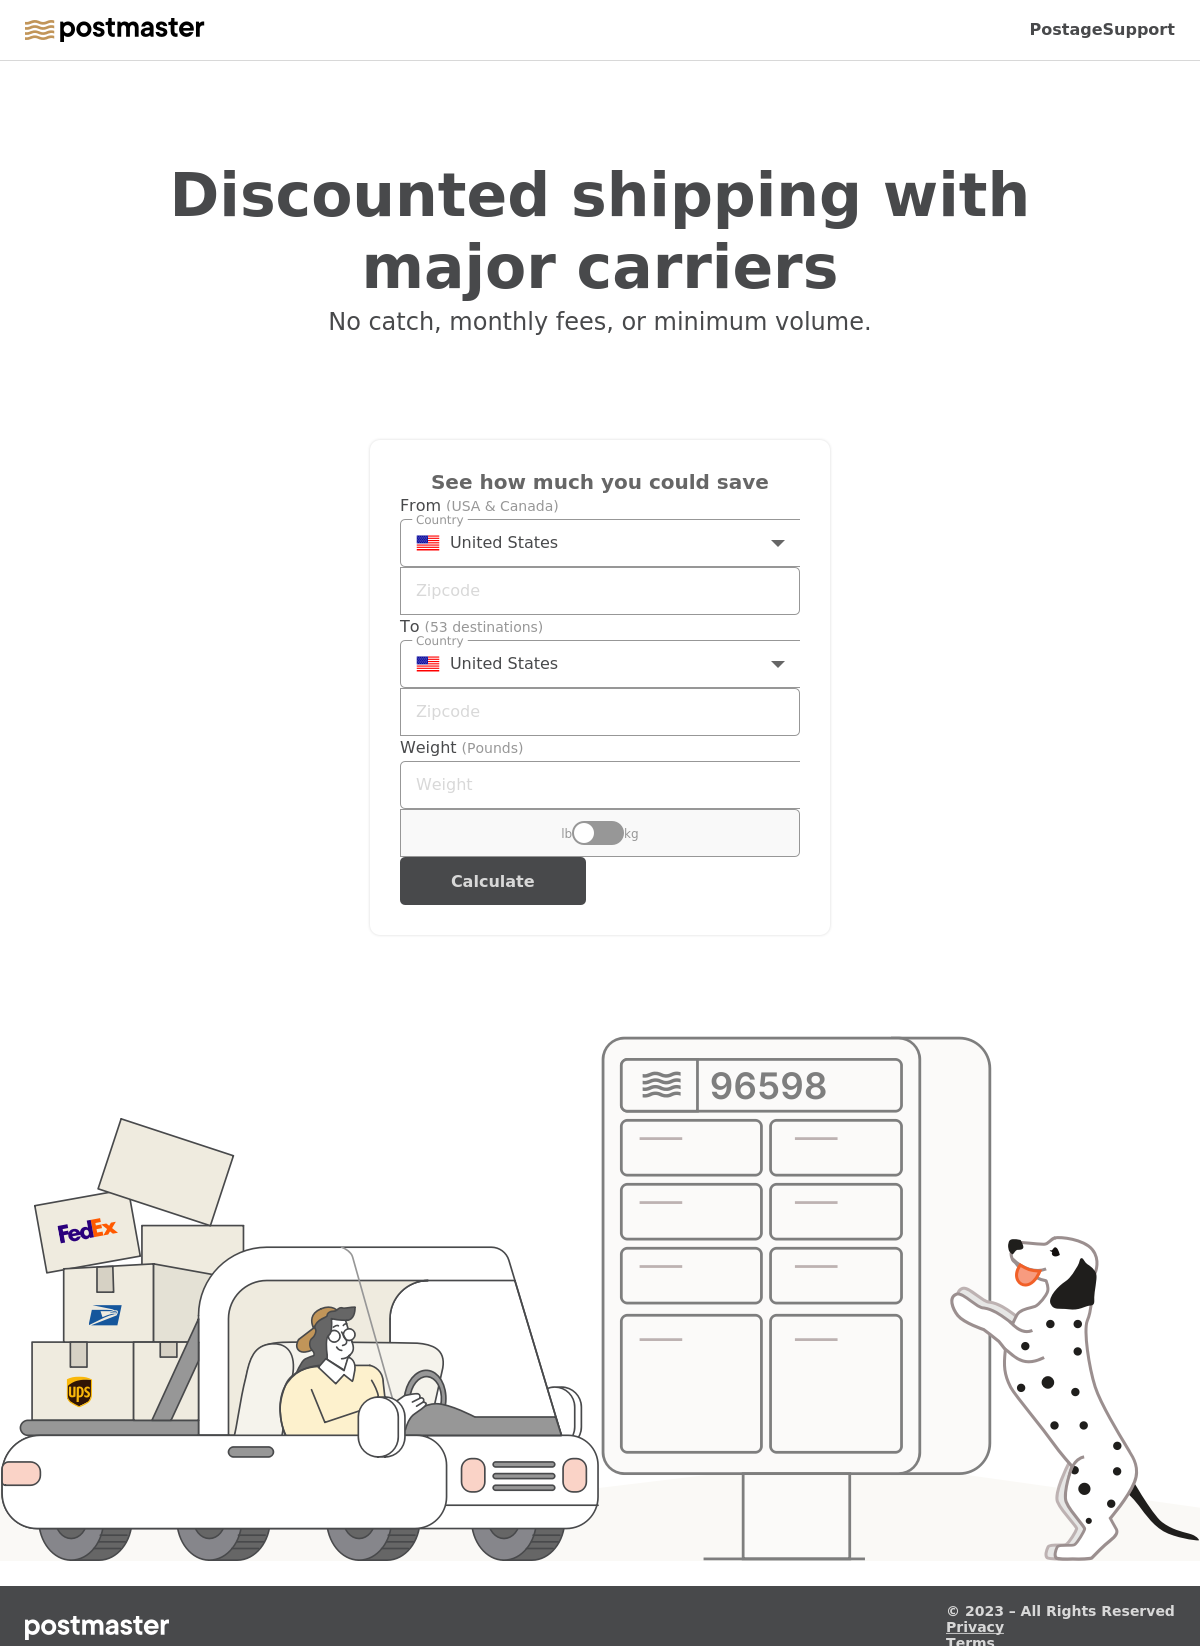 postmaster
PostageSupport
Discounted shipping with
major carriers
No catch, monthly fees, or minimum volume.
See how much you could save
From (USA & Canada)
Country
United States
Zipcode
To (53 destinations)
Country
United States
Zipcode
Weight (Pounds)
Weight
lb kg
Calculate
96598
FedEx
ups
postmaster
© 2023 – All Rights Reserved
Privacy
Terms